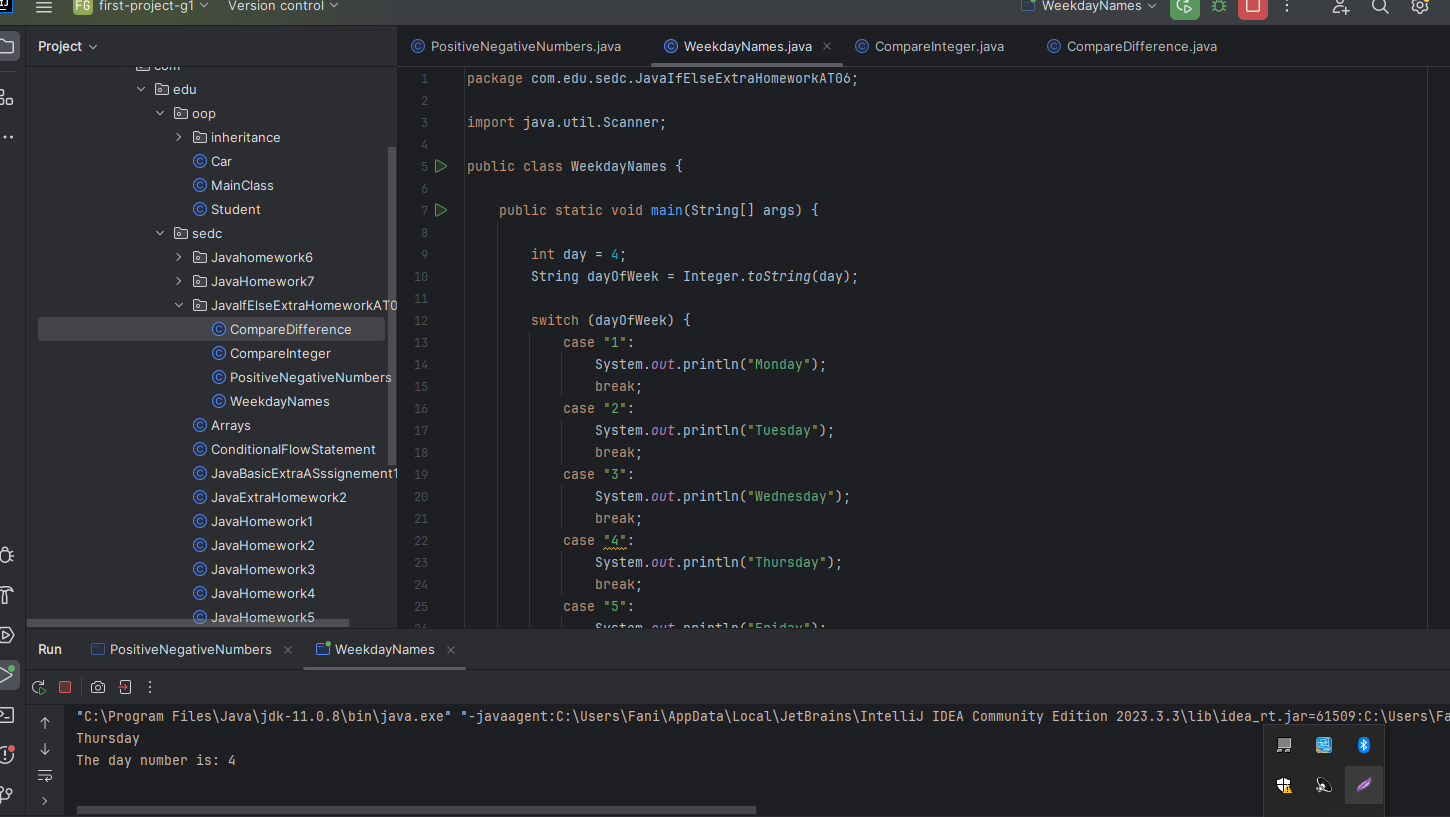 FG first-project-g1 Version control WeekdayNames
Project
PositiveNegativeNumbers.java WeekdayNames.java CompareInteger.java CompareDifference.java
com
edu
oop
inheritance
Car
MainClass
Student
sedc
Javahomework6
JavaHomework7
JavaIfElseExtraHomeworkAT0
CompareDifference
CompareInteger
PositiveNegativeNumbers
WeekdayNames
Arrays
ConditionalFlowStatement
JavaBasicExtraASssignement1
JavaExtraHomework2
JavaHomework1
JavaHomework2
JavaHomework3
JavaHomework4
JavaHomework5
1 package com.edu.sedc.JavaIfElseExtraHomeworkAT06;
2
3 import java.util.Scanner;
4
5 public class WeekdayNames {
6
7 public static void main(String[] args) {
8
9 int day = 4;
10 String dayOfWeek = Integer.toString(day);
11
12 switch (dayOfWeek) {
13 case "1":
14 System.out.println("Monday");
15 break;
16 case "2":
17 System.out.println("Tuesday");
18 break;
19 case "3":
20 System.out.println("Wednesday");
21 break;
22 case "4":
23 System.out.println("Thursday");
24 break;
25 case "5":
26 System.out.println("Friday");
Run PositiveNegativeNumbers WeekdayNames
"C:\Program Files\Java\jdk-11.0.8\bin\java.exe" "-javaagent:C:\Users\Fani\AppData\Local\JetBrains\IntelliJ IDEA Community Edition 2023.3.3\lib\idea_rt.jar=61509:C:\Users\Fa
Thursday
The day number is: 4